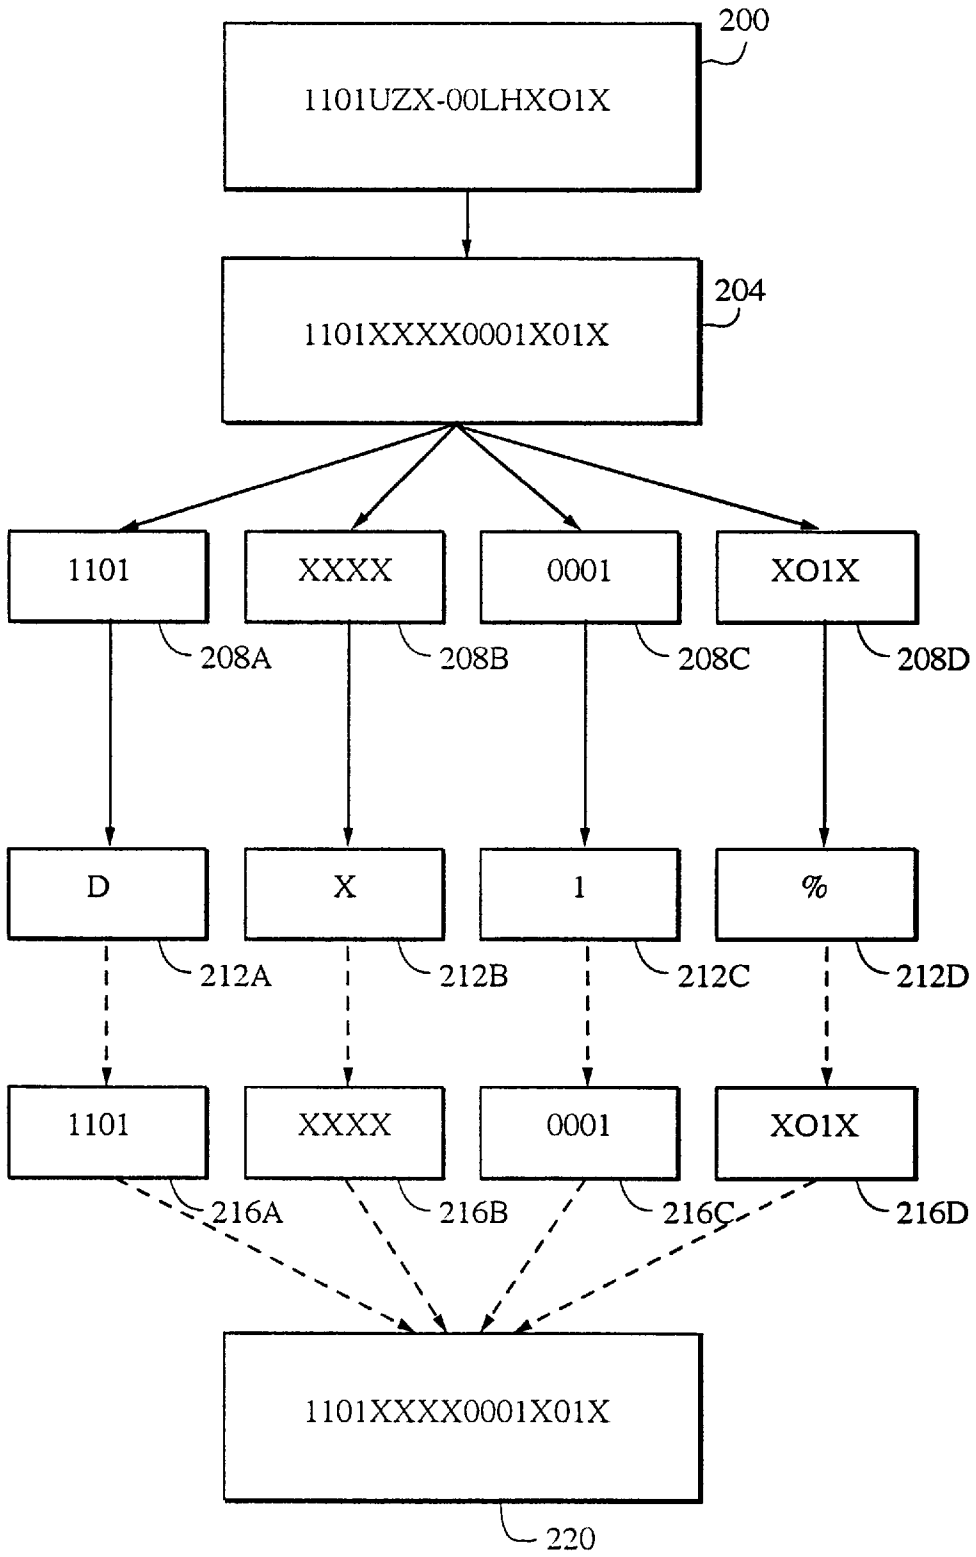 200
1101UZX-00LHXO1X
204
1101XXXX0001X01X
1101 XXXX 0001 XO1X
208A 208B 208C 208D
D X 1 %
212A 212B 212C 212D
1101 XXXX 0001 XO1X
216A 216B 216C 216D
1101XXXX0001X01X
220